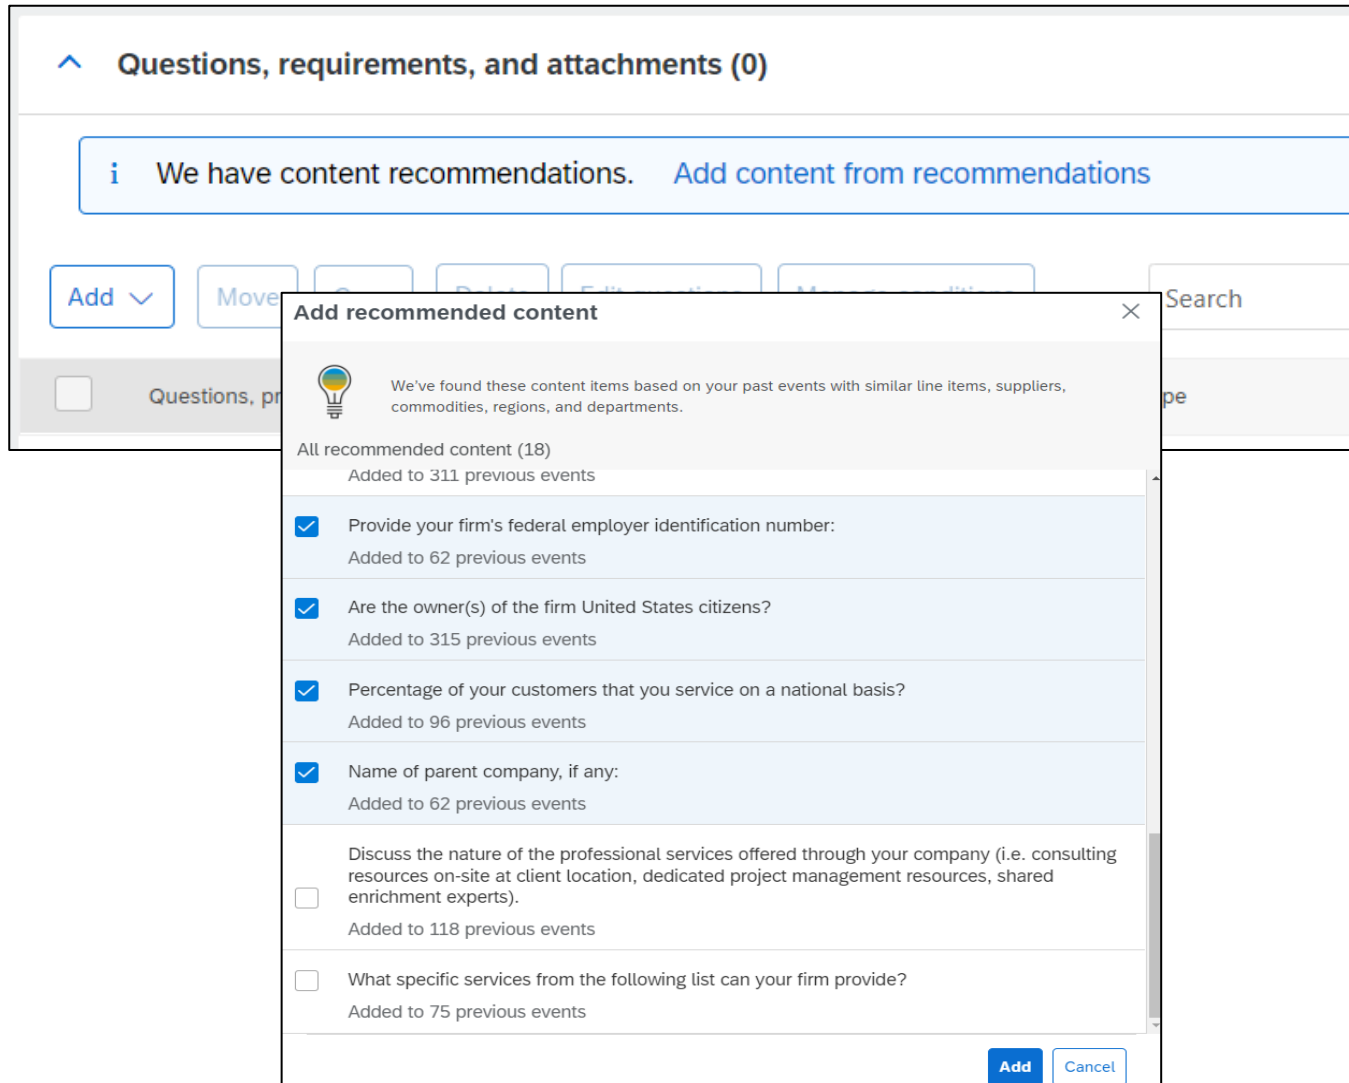 Questions, requirements, and attachments (0)
i We have content recommendations. Add content from recommendations
Add Move Delete Edit questions Manage conditions Search
Questions, pr pe
Add recommended content
We've found these content items based on your past events with similar line items, suppliers,
commodities, regions, and departments.
All recommended content (18)
Added to 311 previous events
Provide your firm's federal employer identification number:
Added to 62 previous events
Are the owner(s) of the firm United States citizens?
Added to 315 previous events
Percentage of your customers that you service on a national basis?
Added to 96 previous events
Name of parent company, if any:
Added to 62 previous events
Discuss the nature of the professional services offered through your company (i.e. consulting
resources on-site at client location, dedicated project management resources, shared
enrichment experts).
Added to 118 previous events
What specific services from the following list can your firm provide?
Added to 75 previous events
Add Cancel